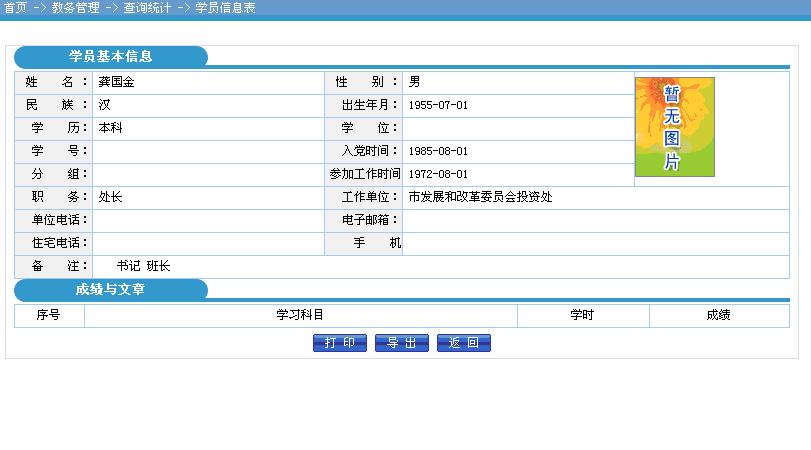 首页 -> 教务管理 -> 查询统计 -> 学员信息表
学员基本信息
姓 名： 龚国金 性 别： 男
民 族： 汉 出生年月： 1955-07-01
学 历： 本科 学 位：
学 号： 入党时间： 1985-08-01
分 组： 参加工作时间 1972-08-01
职 务： 处长 工作单位： 市发展和改革委员会投资处
单位电话： 电子邮箱：
住宅电话： 手 机
备 注： 书记 班长
暂无图片
成绩与文章
序号 学习科目 学时 成绩
打 印 导 出 返 回